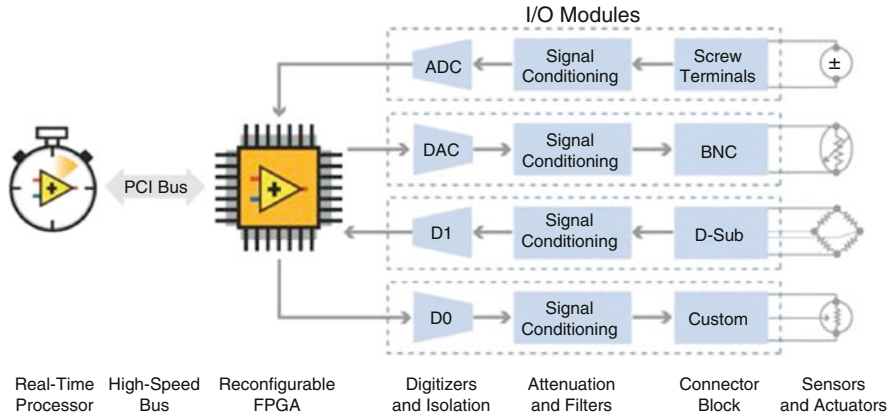 I/O Modules
ADC
Signal
Conditioning
Screw
Terminals
±
DAC
Signal
Conditioning
BNC
PCI Bus
D1
Signal
Conditioning
D-Sub
D0
Signal
Conditioning
Custom
Real-Time
Processor
High-Speed
Bus
Reconfigurable
FPGA
Digitizers
and Isolation
Attenuation
and Filters
Connector
Block
Sensors
and Actuators